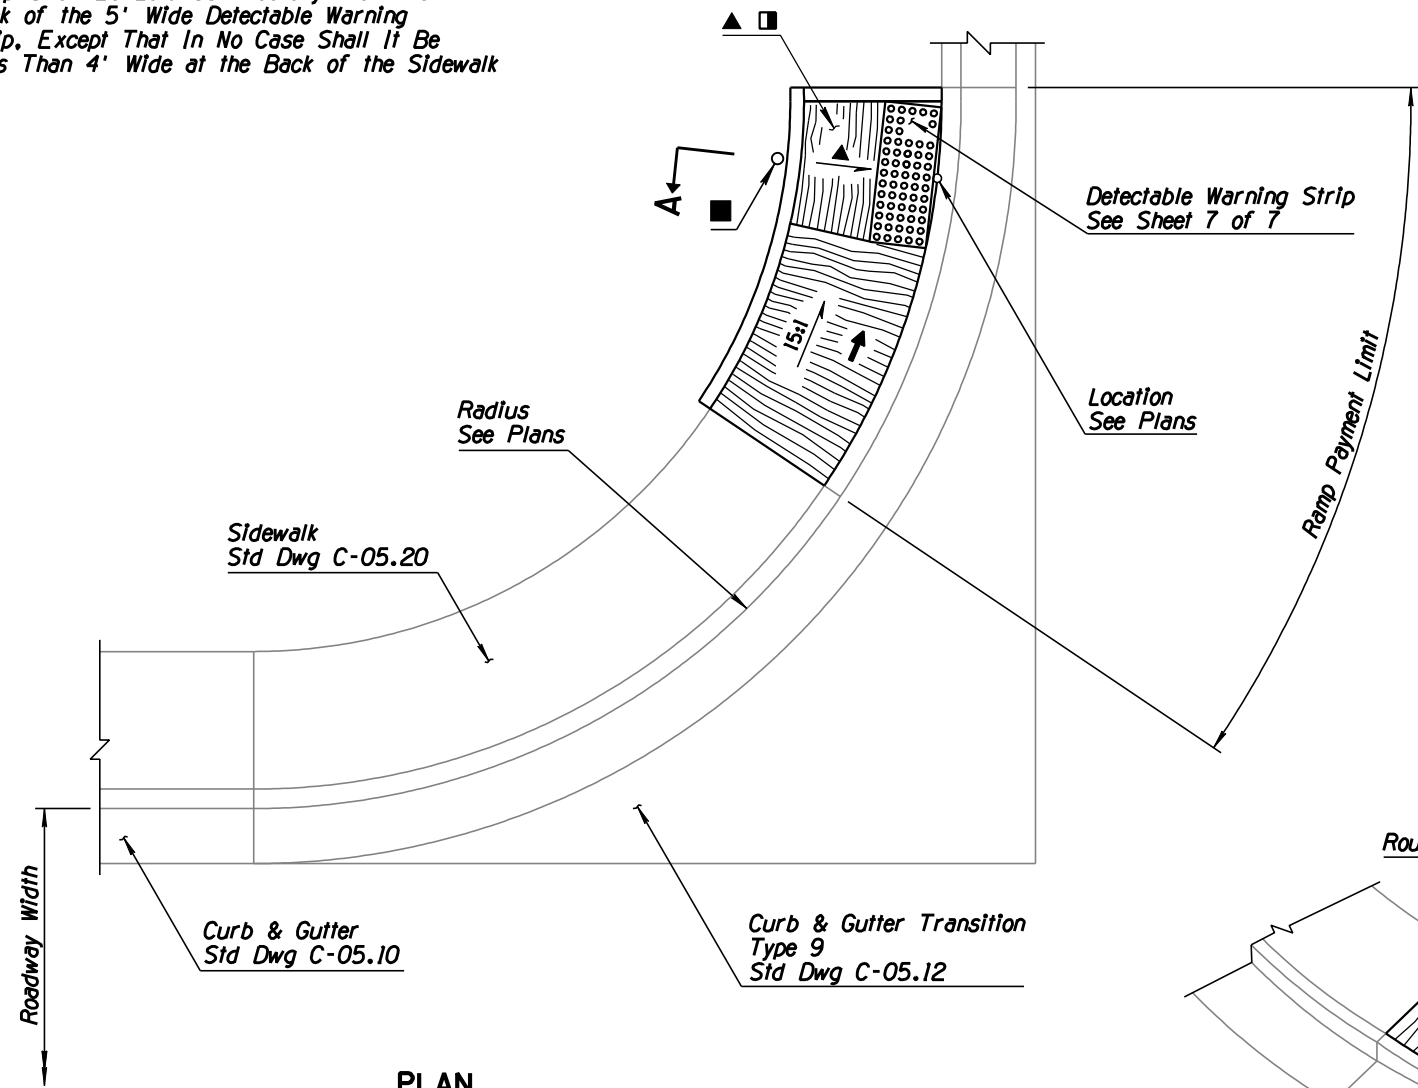 k of the 5' Wide Detectable Warning
p, Except That In No Case Shall It Be
s Than 4' Wide at the Back of the Sidewalk
A
Detectable Warning Strip
See Sheet 7 of 7
15:1
Ramp Payment Limit
Location
See Plans
Radius
See Plans
Sidewalk
Std Dwg C-05.20
Rou
Roadway Width
Curb & Gutter
Std Dwg C-05.10
Curb & Gutter Transition
Type 9
Std Dwg C-05.12
PLAN